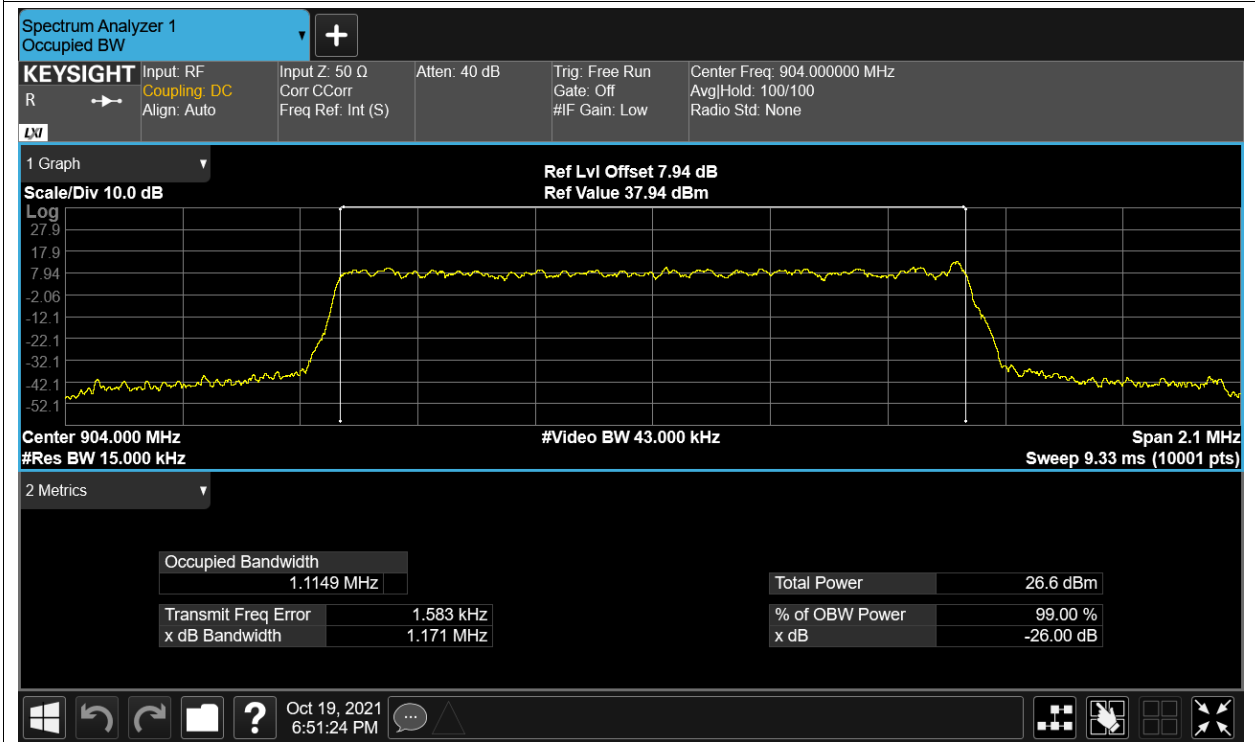 Spectrum Analyzer 1
Occupied BW
KEYSIGHT
R
LXI
Input: RF
Coupling: DC
Align: Auto
Input Z: 50 Ω
Corr CCorr
Freq Ref: Int (S)
Atten: 40 dB
Trig: Free Run
Gate: Off
#IF Gain: Low
Center Freq: 904.000000 MHz
Avg|Hold: 100/100
Radio Std: None
1 Graph
Scale/Div 10.0 dB
Ref Lvl Offset 7.94 dB
Ref Value 37.94 dBm
Log
27.9
17.9
7.94
-2.06
-12.1
-22.1
-32.1
-42.1
-52.1
Center 904.000 MHz
#Res BW 15.000 kHz
#Video BW 43.000 kHz
Span 2.1 MHz
Sweep 9.33 ms (10001 pts)
2 Metrics
Occupied Bandwidth
1.1149 MHz
Transmit Freq Error 1.583 kHz
x dB Bandwidth 1.171 MHz
Total Power 26.6 dBm
% of OBW Power 99.00 %
x dB -26.00 dB
?
Oct 19, 2021
6:51:24 PM